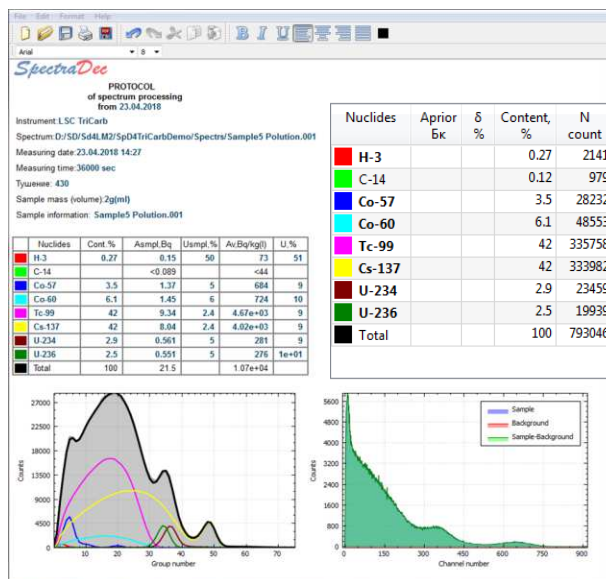 File Edit Format Help
B I U
Arial 8
SpectraDec
PROTOCOL
of spectrum processing
from 23.04.2018
Instrument:LSC TriCarb
Spectrum:D:/SD/Sd4LM2/SpD4TriCarbDemo/Spectrs/Sample5 Polution.001
Measuring date:23.04.2018 14:27
Measuring time:36000 sec
Тушение: 430
Sample mass (volume):2g(ml)
Sample information: Sample5 Polution.001
Nuclides Cont.% Asmpl,Bq Usmpl,% Av,Bq/kg(l) U,%
H-3 0.27 0.15 50 73 51
C-14 <0.089 <44
Co-57 3.5 1.37 5 684 9
Co-60 6.1 1.45 6 724 10
Tc-99 42 9.34 2.4 4.67e+03 9
Cs-137 42 8.04 2.4 4.02e+03 9
U-234 2.9 0.561 5 281 9
U-236 2.5 0.551 5 276 1e+01
Total 100 21.5 1.07e+04
Nuclides Aprior Бк δ % Content, % N count
H-3 0.27 2141
C-14 0.12 979
Co-57 3.5 28232
Co-60 6.1 48553
Tc-99 42 335758
Cs-137 42 333982
U-234 2.9 23459
U-236 2.5 19939
Total 100 793046
27000
22500
18000
13500
9000
4500
0
Counts
0 10 20 30 40 50 60 70
Group number
5600
4800
4000
3200
2400
1600
800
0
Counts
Sample
Background
Sample-Background
0 150 300 450 600 750 900
Channel number